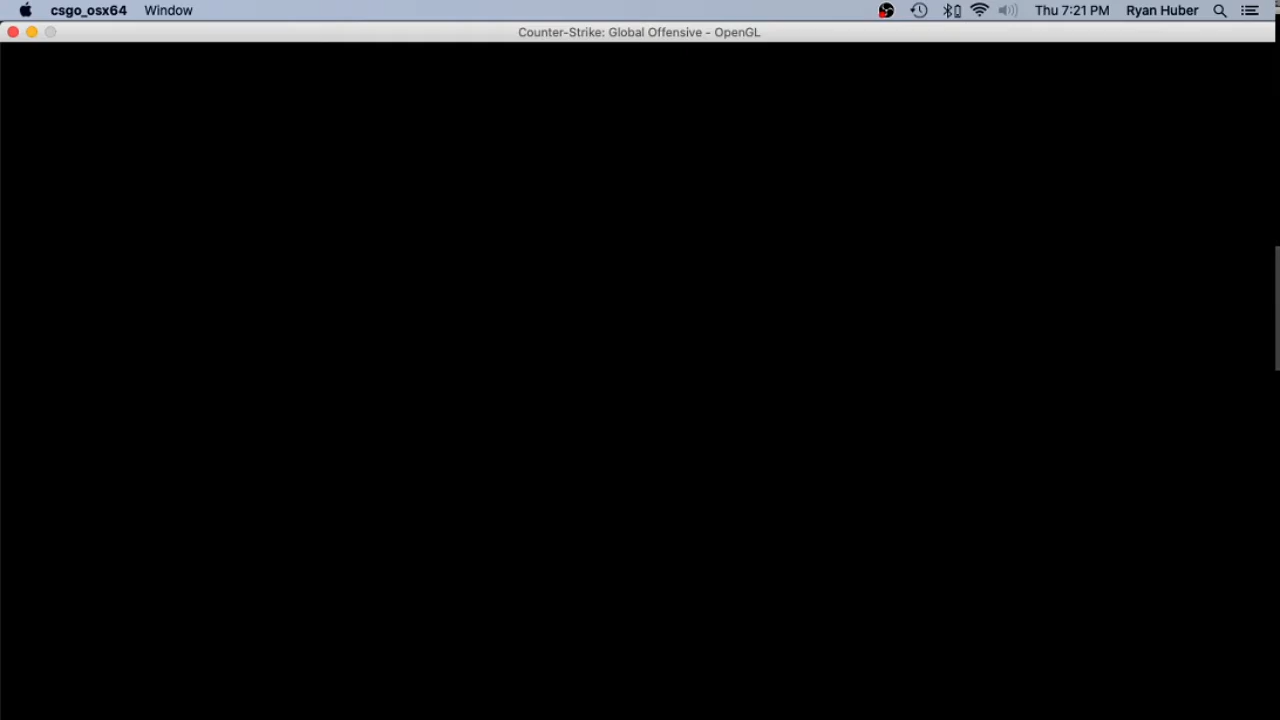 csgo_osx64 Window Thu 7:21 PM Ryan Huber
Counter-Strike: Global Offensive - OpenGL